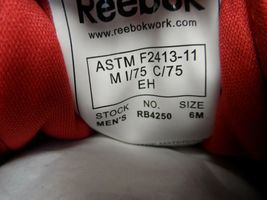 Reebok
www.reebokwork.com
ASTM F2413-11
M I/75 C/75
EH
STOCK NO. SIZE
MEN'S RB4250 6M